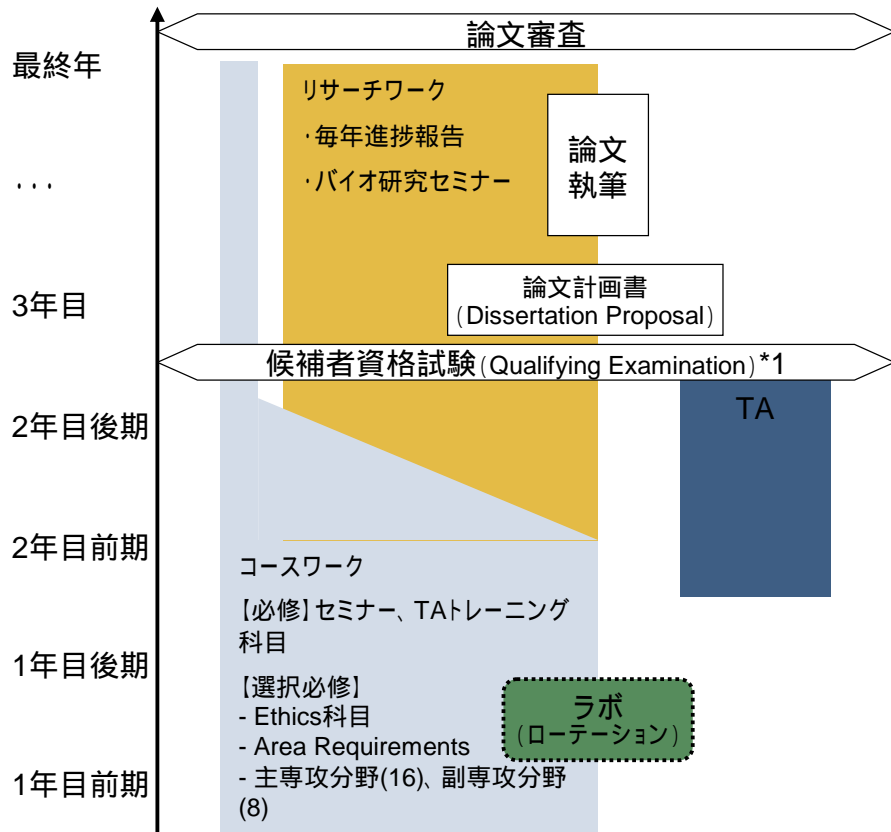 論文審査
最終年
リサーチワーク
・毎年進捗報告
・バイオ研究セミナー
論文
執筆
・・・
3年目
論文計画書
(Dissertation Proposal)
候補者資格試験(Qualifying Examination)*1
TA
2年目後期
2年目前期
コースワーク
【必修】セミナー、TAトレーニング
科目
1年目後期
【選択必修】
- Ethics科目
- Area Requirements
- 主専攻分野(16)、副専攻分野
(8)
ラボ
(ローテーション)
1年目前期